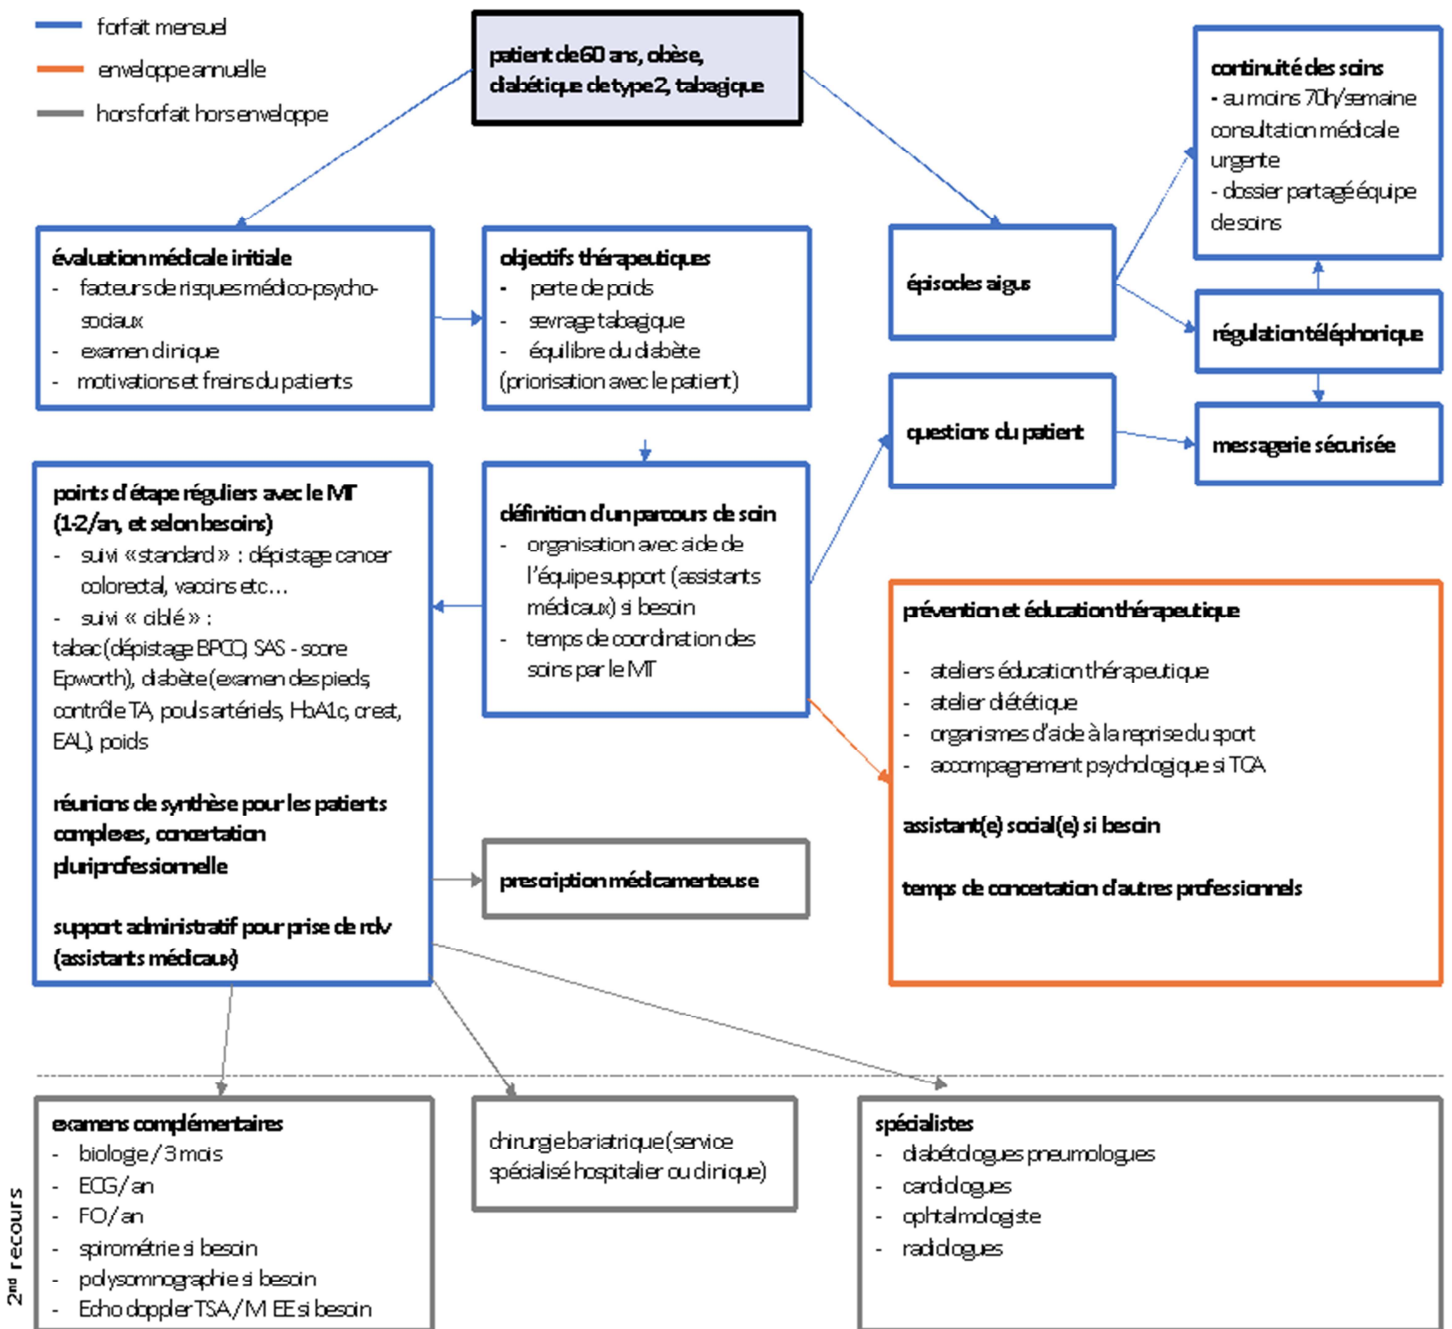 forfait mensuel
enveloppe annuelle
hors forfait hors enveloppe
patient de 60 ans, obèse,
diabétique de type 2, tabagique
continuité des soins
- au moins 70h/semaine
consultation médicale
urgente
- dossier partagé équipe
de soins
évaluation médicale initiale
- facteurs de risques médico-psycho-
sociaux
- examen clinique
- motivations et freins du patients
objectifs thérapeutiques
- perte de poids
- sevrage tabagique
- équilibre du diabète
(priorisation avec le patient)
épisodes aigus
régulation téléphonique
questions du patient
messagerie sécurisée
points d'étape réguliers avec le MT
(1-2/an, et selon besoins)
- suivi « standard » : dépistage cancer
colorectal, vaccins etc...
- suivi « ciblé » :
tabac (dépistage BPCO, SAS - score
Epworth), diabète (examen des pieds,
contrôle TA, pouls artériels, HbA1c, creat,
EAL), poids
réunions de synthèse pour les patients
complexes, concertation
pluriprofessionnelle
support administratif pour prise de rdv
(assistants médicaux)
définition d'un parcours de soin
- organisation avec aide de
l'équipe support (assistants
médicaux) si besoin
- temps de coordination des
soins par le MT
prévention et éducation thérapeutique
- ateliers éducation thérapeutique
- atelier diététique
- organismes d'aide à la reprise du sport
- accompagnement psychologique si TCA
assistant(e) social(e) si besoin
temps de concertation d'autres professionnels
prescription médicamenteuse
2nd recours
examens complémentaires
- biologie / 3 mois
- ECG / an
- FO / an
- spirométrie si besoin
- polysomnographie si besoin
- Echo doppler TSA / MIEE si besoin
chirurgie bariatrique (service
spécialisé hospitalier ou clinique)
spécialistes
- diabétologues pneumologues
- cardiologues
- ophtalmologiste
- radiologues